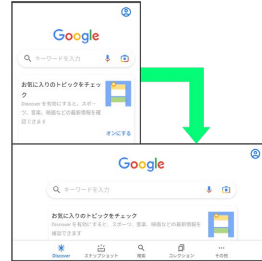 Google
キーワードを入力
お気に入りのトピックをチェッ
ク
Discover を有効にすると、スポー
ツ、音楽、映画などの最新情報を確
認できます
オンにする
Google
キーワードを入力
お気に入りのトピックをチェック
Discover を有効にすると、スポーツ、音楽、映画などの最新情報を
確認できます
Discover
スナップショット
検索
コレクション
その他